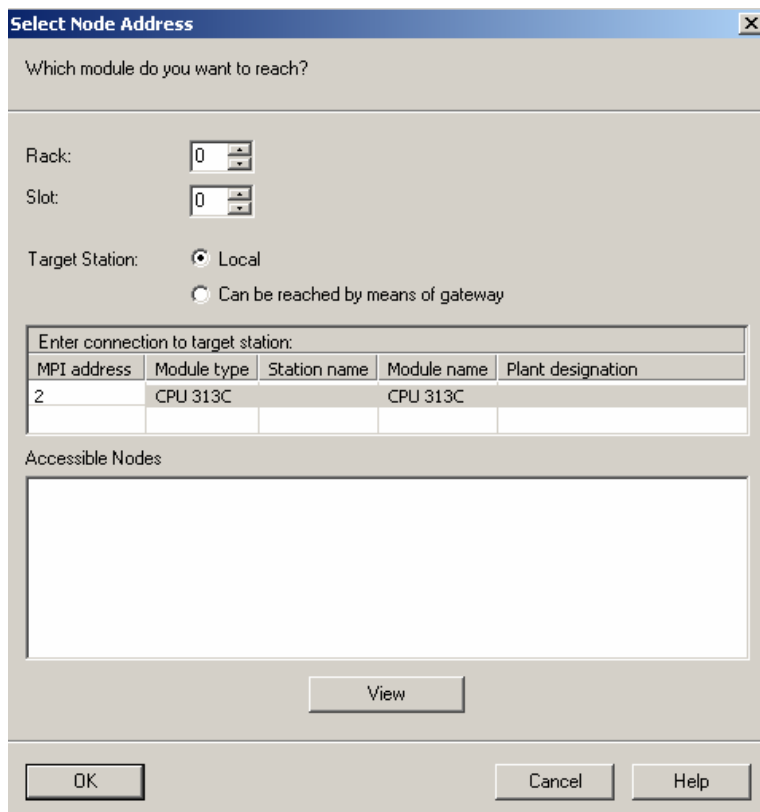 Select Node Address
Which module do you want to reach?
Rack: 0
Slot: 0
Target Station: Local
Can be reached by means of gateway
Enter connection to target station:
MPI address Module type Station name Module name Plant designation
2 CPU 313C CPU 313C
Accessible Nodes
View
OK Cancel Help